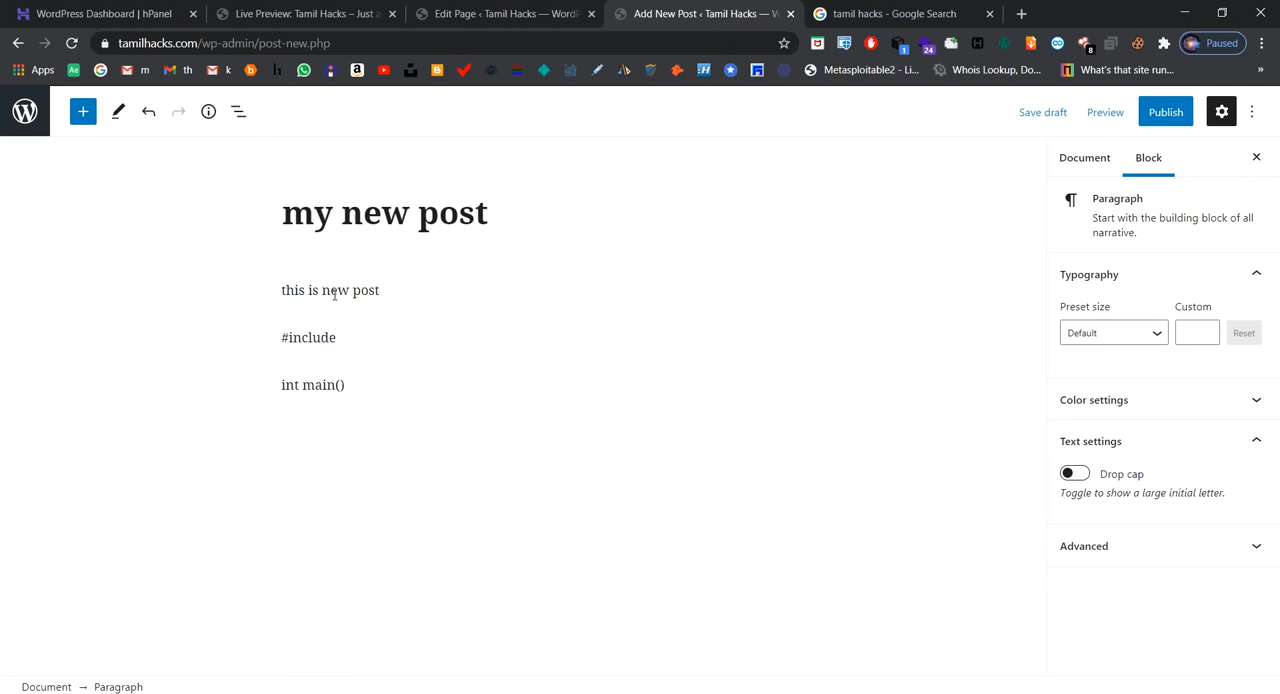 WordPress Dashboard | hPanel
Live Preview: Tamil Hacks – Just a
Edit Page ‹ Tamil Hacks — WordP
Add New Post ‹ Tamil Hacks — W
tamil hacks - Google Search
tamilhacks.com/wp-admin/post-new.php
1
24
8
Paused
Apps
m
th
k
Metasploitable2 - Li...
Whois Lookup, Do...
What's that site run...
»
Save draft
Preview
Publish
Document
Block
my new post
Paragraph
Start with the building block of all
narrative.
this is new post
Typography
Preset size
Custom
Default
Reset
#include
int main()
Color settings
Text settings
Drop cap
Toggle to show a large initial letter.
Advanced
Document → Paragraph